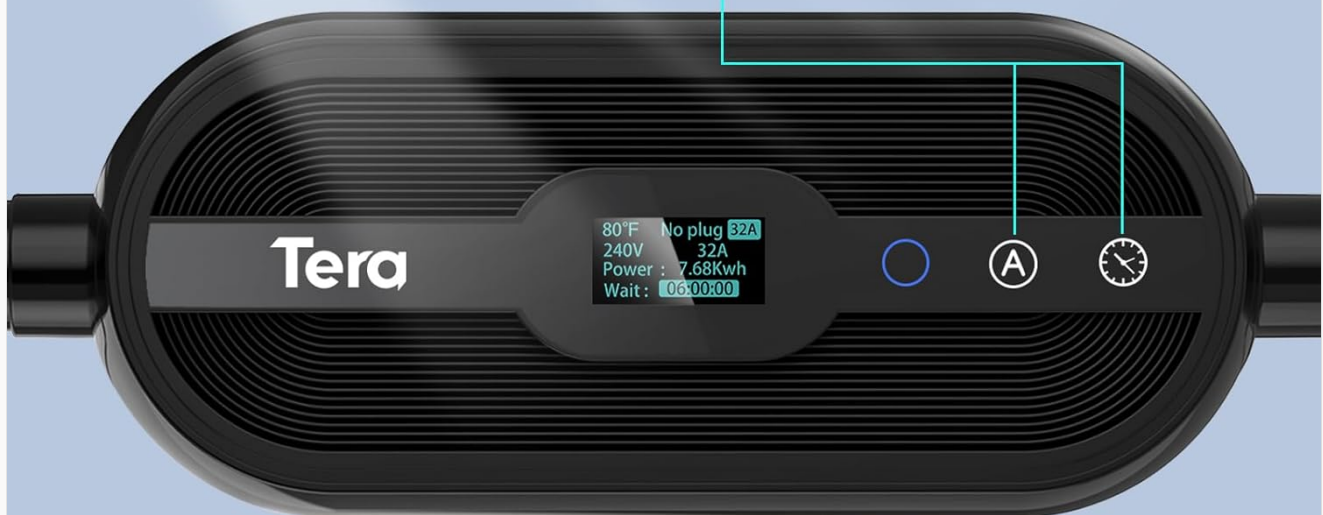 Tera
80°F No plug 32A
240V 32A
Power : 7.68Kwh
Wait : 06:00:00
A